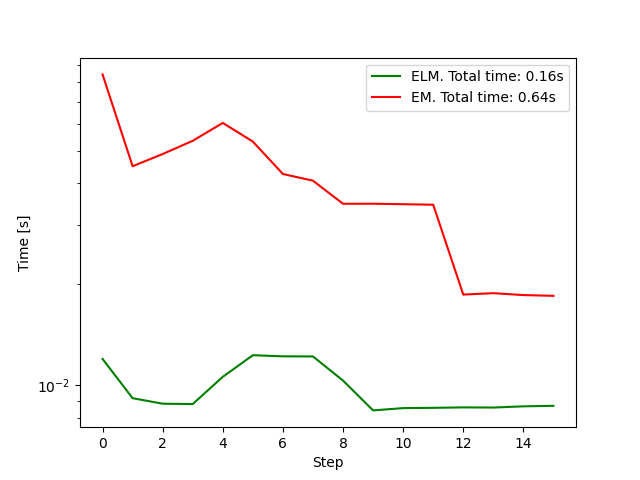 ELM. Total time: 0.16s
EM. Total time: 0.64s
Time [s]
10⁻²
0 2 4 6 8 10 12 14
Step